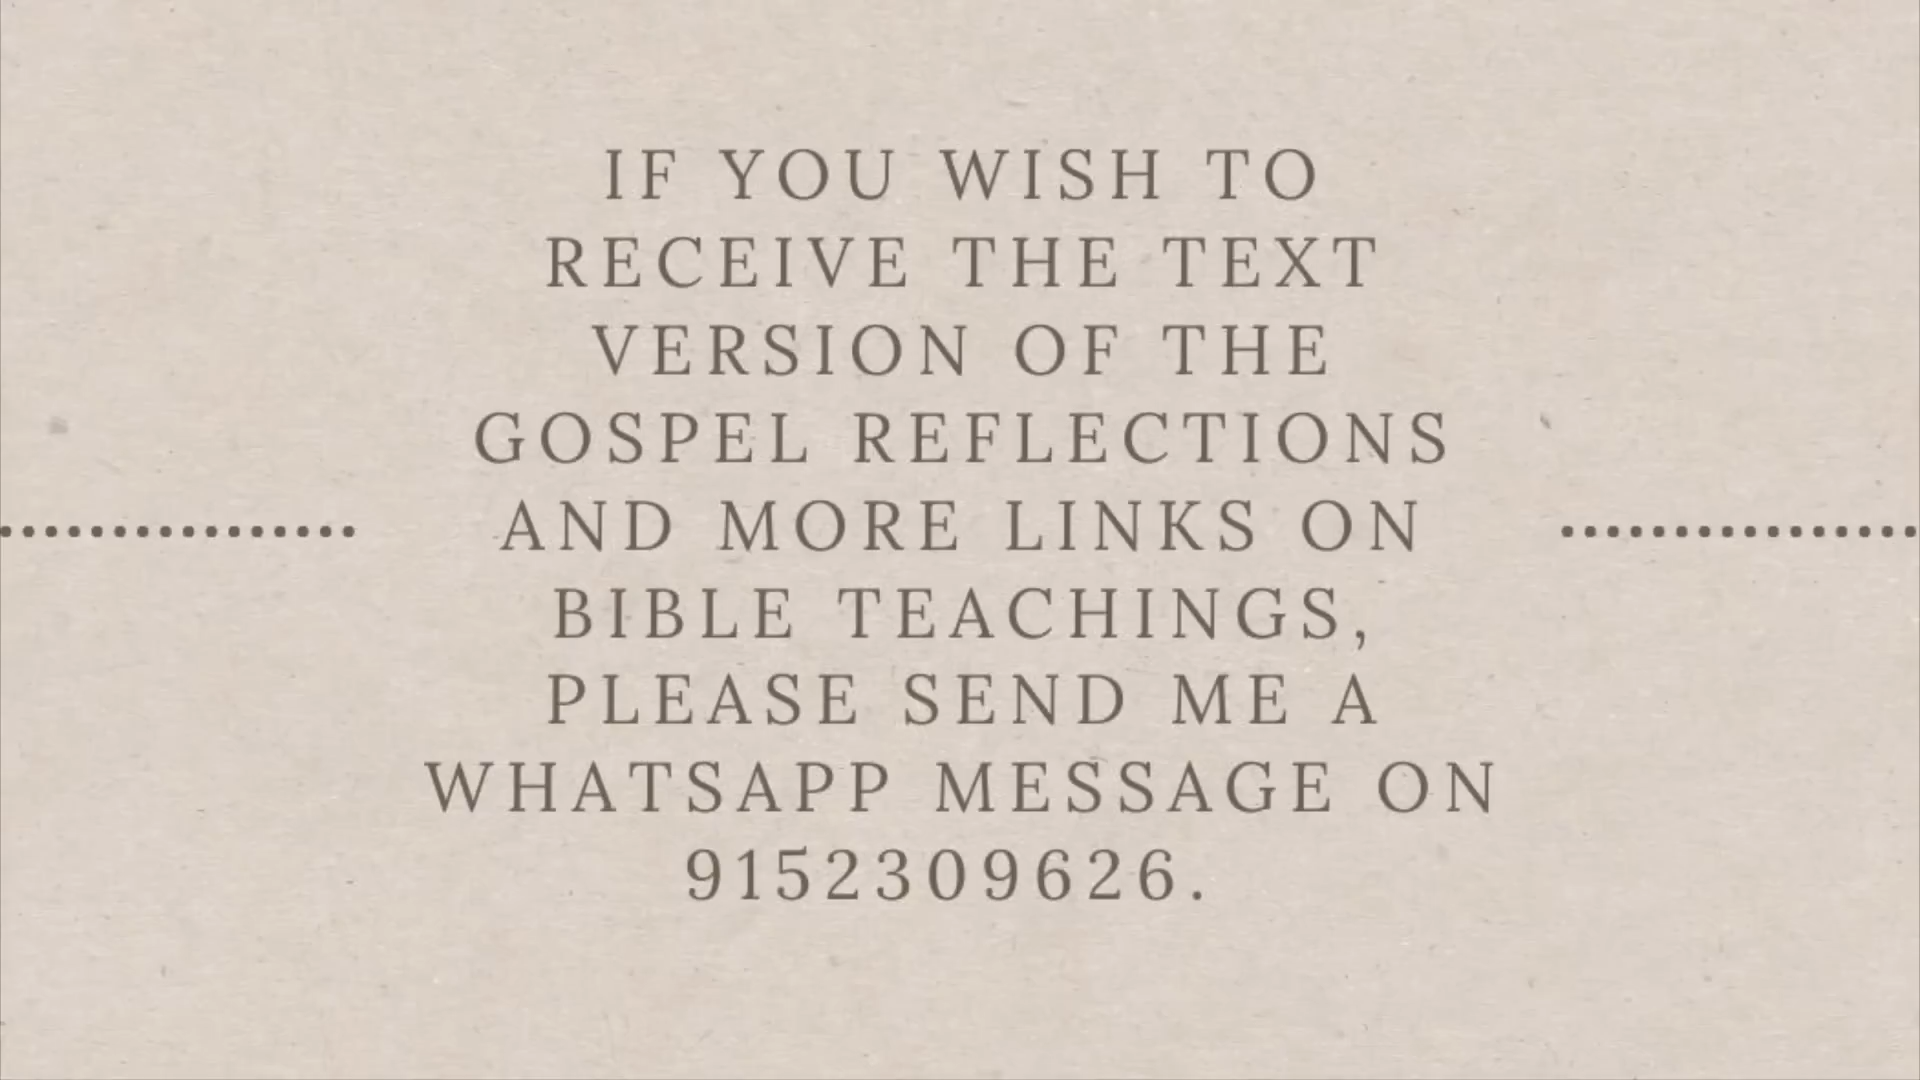 IF YOU WISH TO
RECEIVE THE TEXT
VERSION OF THE
GOSPEL REFLECTIONS
AND MORE LINKS ON
BIBLE TEACHINGS,
PLEASE SEND ME A
WHATSAPP MESSAGE ON
9152309626.